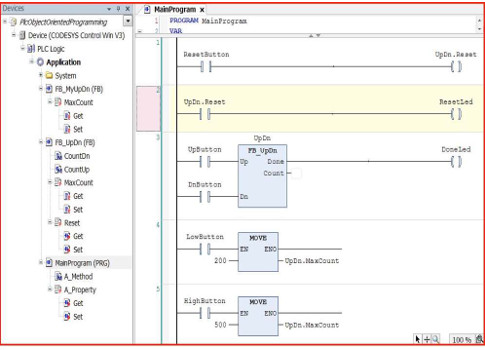 Devices
PlcObjectOrientedProgramming
Device (CODESYS Control Win V3)
PLC Logic
Application
System
FB_MyUpDn (FB)
MaxCount
Get
Set
FB_UpDn (FB)
CountDn
CountUp
MaxCount
Get
Set
Reset
Get
Set
MainProgram (PRG)
A_Method
A_Property
Get
Set
MainProgram x
1 PROGRAM MainProgram
2 VAR
1
ResetButton UpDn.Reset
2
UpDn.Reset ResetLed
3
UpDn
UpButton FB_UpDn DoneLed
Up Done
Count
DnButton
Dn
4
LowButton MOVE
EN ENO
200 UpDn.MaxCount
5
HighButton MOVE
EN ENO
500 UpDn.MaxCount
100 %